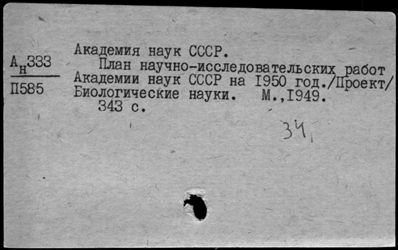 Академия наук СССР.
Ан333
План научно-исследовательских работ
Академии наук СССР на 1950 год./Проект/
П585
Биологические науки. М.,1949.
343 с.
34,